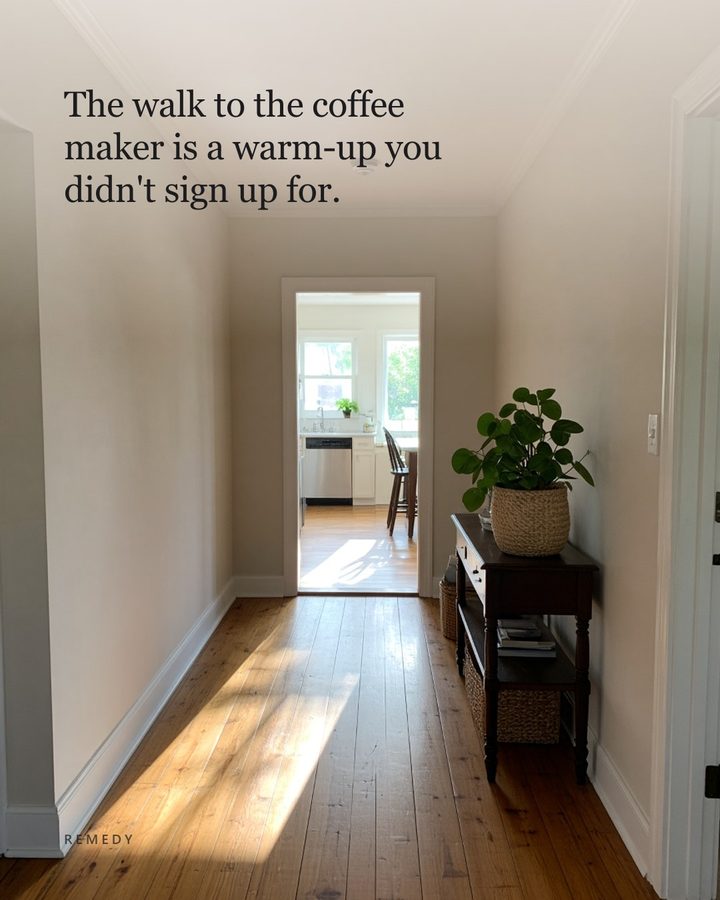 The walk to the coffee
maker is a warm-up you
didn't sign up for.
REMEDY